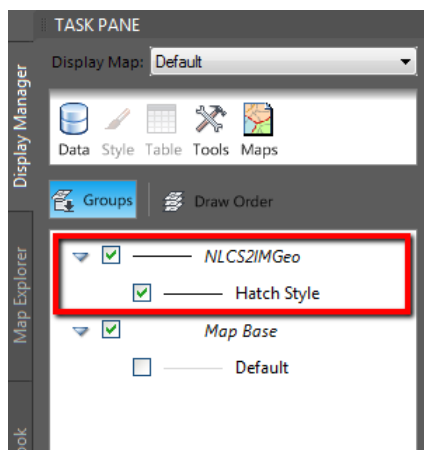 TASK PANE
Display Map: Default
Data Style Table Tools Maps
Groups Draw Order
NLCS2IMGeo
Hatch Style
Map Base
Default
Display Manager
Map Explorer
ook